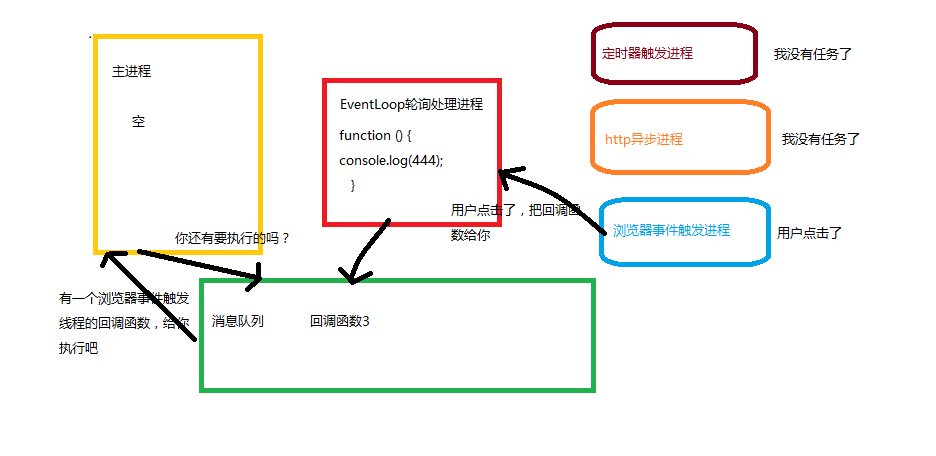 主进程
空
EventLoop轮询处理进程
function () {
console.log(444);
}
定时器触发进程
我没有任务了
http异步进程
我没有任务了
浏览器事件触发进程
用户点击了
用户点击了，把回调函
数给你
你还有要执行的吗？
有一个浏览器事件触发
线程的回调函数，给你
执行吧
消息队列
回调函数3